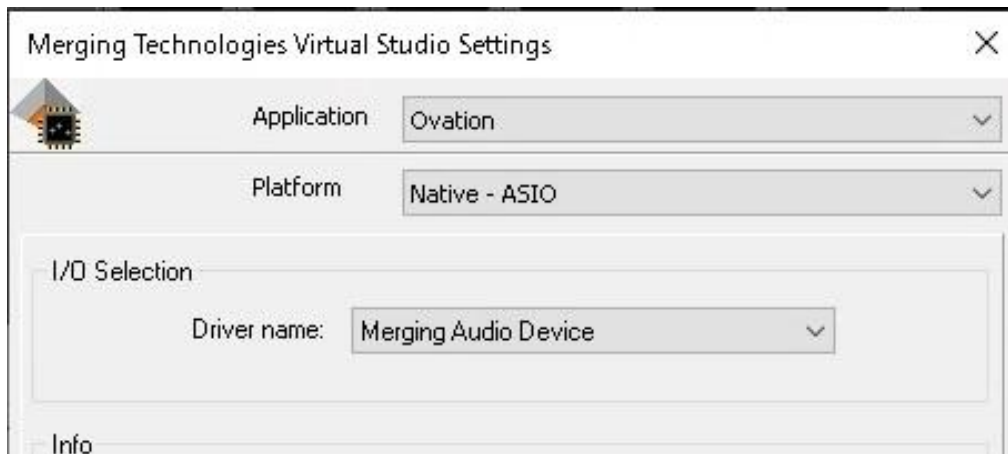 Merging Technologies Virtual Studio Settings
Application Ovation
Platform Native - ASIO
I/O Selection
Driver name: Merging Audio Device
Info